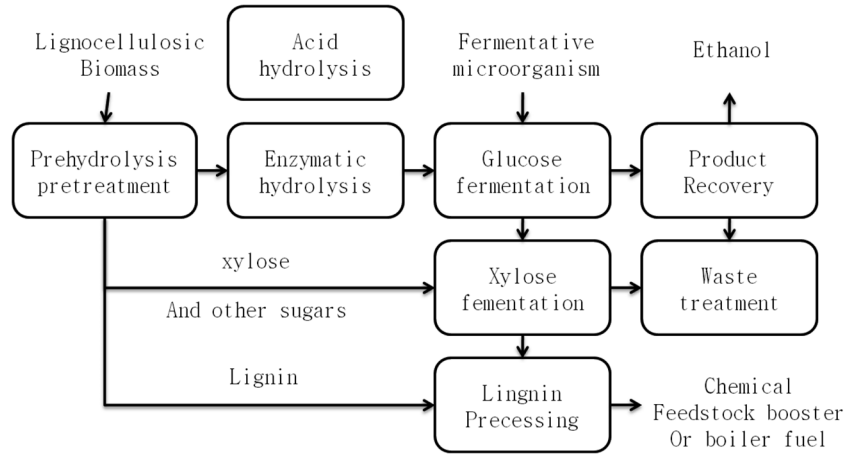 Lignocellulosic
Biomass
Acid
hydrolysis
Fermentative
microorganism
Ethanol
Prehydrolysis
pretreatment
Enzymatic
hydrolysis
Glucose
fermentation
Product
Recovery
xylose
And other sugars
Xylose
fementation
Waste
treatment
Lignin
Lingnin
Precessing
Chemical
Feedstock booster
Or boiler fuel